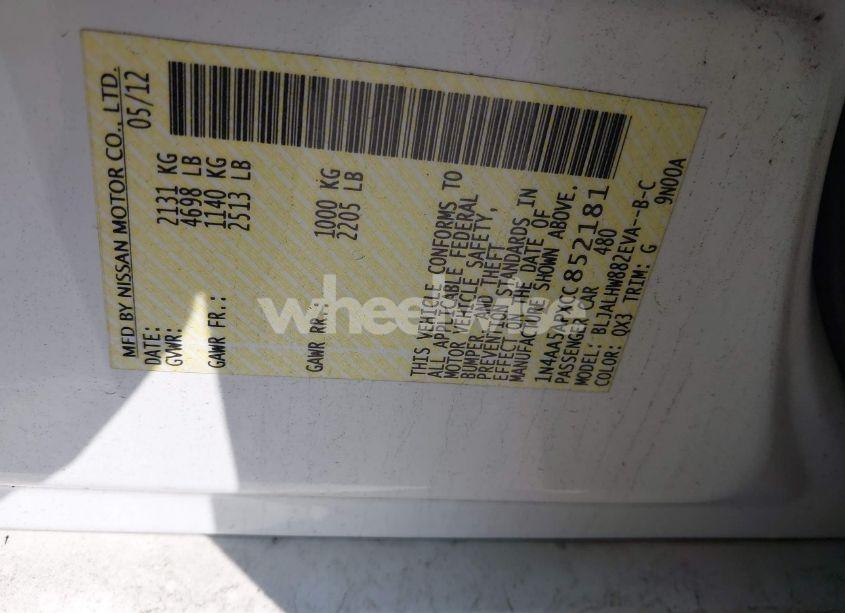 MFD BY NISSAN MOTOR CO., LTD.
DATE: 05/12
GVWR: 2131 KG
4698 LB
GAWR FR.: 1140 KG
2513 LB
GAWR RR.: 1000 KG
2205 LB
THIS VEHICLE CONFORMS TO
ALL APPLICABLE FEDERAL
MOTOR VEHICLE SAFETY,
BUMPER, AND THEFT
PREVENTION STANDARDS IN
EFFECT ON THE DATE OF
MANUFACTURE SHOWN ABOVE.
1N4AA5APXCC852181
PASSENGER CAR 480
MODEL: BLJALHW882EVA--B-C
COLOR: QX3 TRIM: G 9N00A
wheelwise